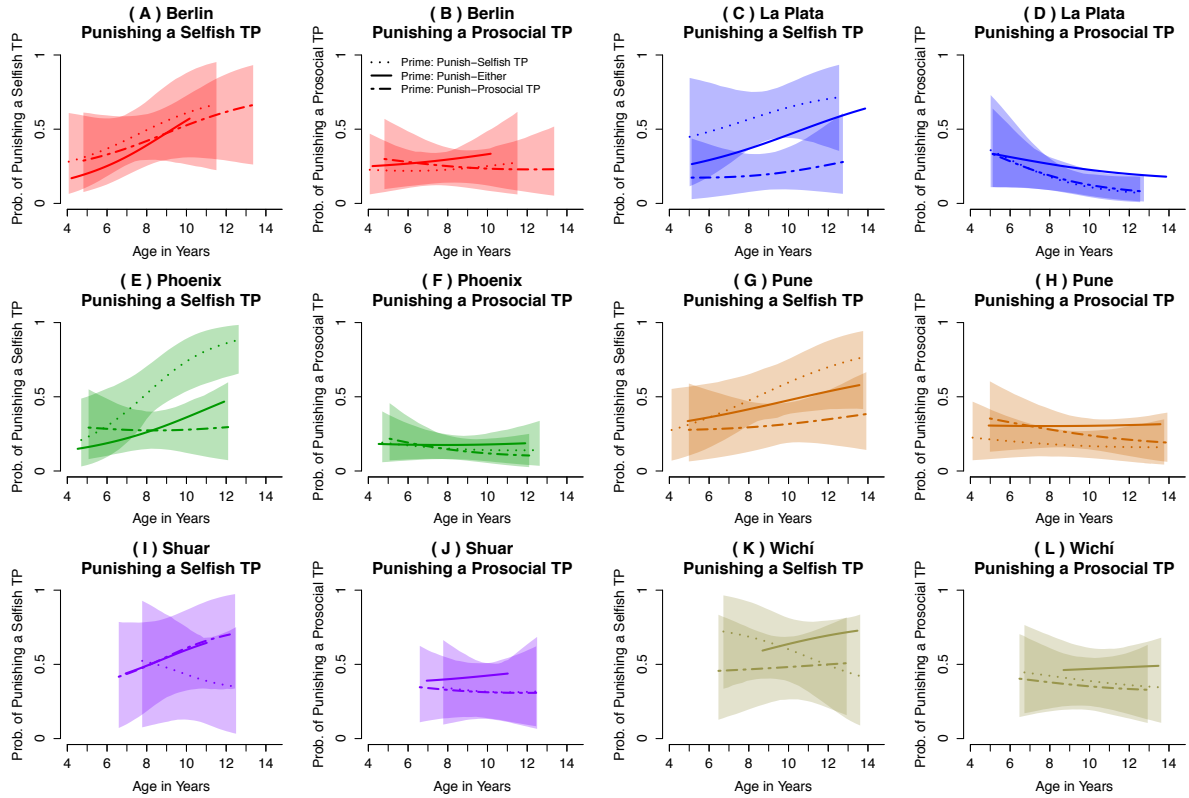 ( A ) Berlin
Punishing a Selfish TP
Prob. of Punishing a Selfish TP
0
0.5
1
4 6 8 10 12 14
Age in Years
( B ) Berlin
Punishing a Prosocial TP
Prime: Punish−Selfish TP
Prime: Punish−Either
Prime: Punish−Prosocial TP
Prob. of Punishing a Prosocial TP
0
0.5
1
4 6 8 10 12 14
Age in Years
( C ) La Plata
Punishing a Selfish TP
Prob. of Punishing a Selfish TP
0
0.5
1
4 6 8 10 12 14
Age in Years
( D ) La Plata
Punishing a Prosocial TP
Prob. of Punishing a Prosocial TP
0
0.5
1
4 6 8 10 12 14
Age in Years
( E ) Phoenix
Punishing a Selfish TP
Prob. of Punishing a Selfish TP
0
0.5
1
4 6 8 10 12 14
Age in Years
( F ) Phoenix
Punishing a Prosocial TP
Prob. of Punishing a Prosocial TP
0
0.5
1
4 6 8 10 12 14
Age in Years
( G ) Pune
Punishing a Selfish TP
Prob. of Punishing a Selfish TP
0
0.5
1
4 6 8 10 12 14
Age in Years
( H ) Pune
Punishing a Prosocial TP
Prob. of Punishing a Prosocial TP
0
0.5
1
4 6 8 10 12 14
Age in Years
( I ) Shuar
Punishing a Selfish TP
Prob. of Punishing a Selfish TP
0
0.5
1
4 6 8 10 12 14
Age in Years
( J ) Shuar
Punishing a Prosocial TP
Prob. of Punishing a Prosocial TP
0
0.5
1
4 6 8 10 12 14
Age in Years
( K ) Wichí
Punishing a Selfish TP
Prob. of Punishing a Selfish TP
0
0.5
1
4 6 8 10 12 14
Age in Years
( L ) Wichí
Punishing a Prosocial TP
Prob. of Punishing a Prosocial TP
0
0.5
1
4 6 8 10 12 14
Age in Years